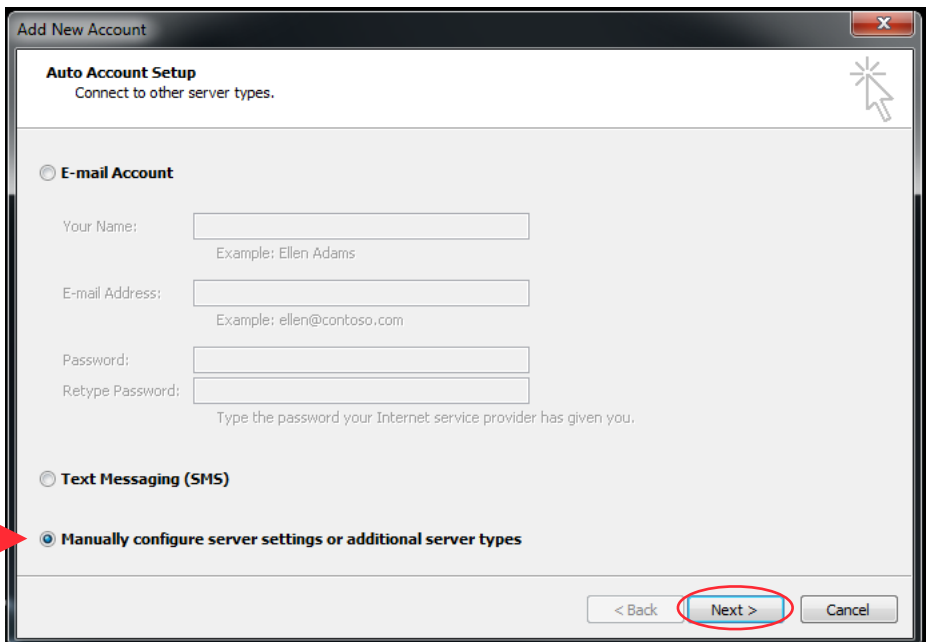 Add New Account
Auto Account Setup
Connect to other server types.
E-mail Account
Your Name:
Example: Ellen Adams
E-mail Address:
Example: ellen@contoso.com
Password:
Retype Password:
Type the password your Internet service provider has given you.
Text Messaging (SMS)
Manually configure server settings or additional server types
< Back Next > Cancel